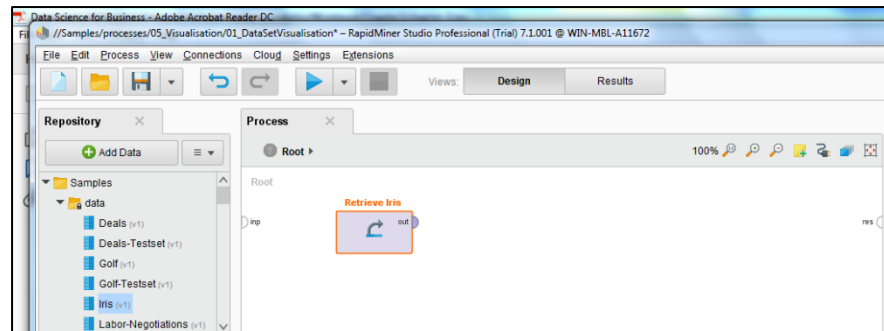 Data Science for Business - Adobe Acrobat Reader DC
//Samples/processes/05_Visualisation/01_DataSetVisualisation* – RapidMiner Studio Professional (Trial) 7.1.001 @ WIN-MBL-A11672
File Edit Process View Connections Cloud Settings Extensions
Views: Design Results
Repository Process
Add Data Root 100%
Samples Root
data Retrieve Iris
Deals (v1) inp out res
Deals-Testset (v1)
Golf (v1)
Golf-Testset (v1)
Iris (v1)
Labor-Negotiations (v1)